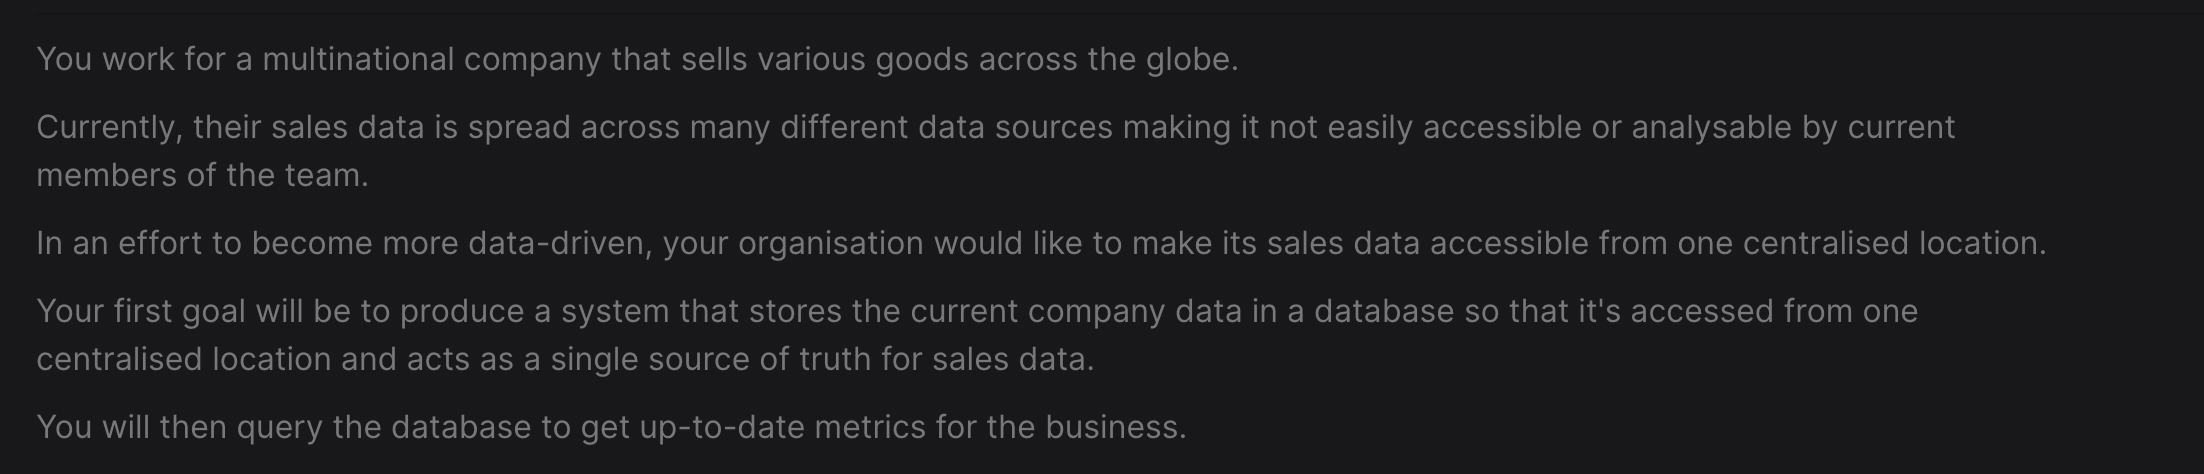 You work for a multinational company that sells various goods across the globe.
Currently, their sales data is spread across many different data sources making it not easily accessible or analysable by current
members of the team.
In an effort to become more data-driven, your organisation would like to make its sales data accessible from one centralised location.
Your first goal will be to produce a system that stores the current company data in a database so that it's accessed from one
centralised location and acts as a single source of truth for sales data.
You will then query the database to get up-to-date metrics for the business.